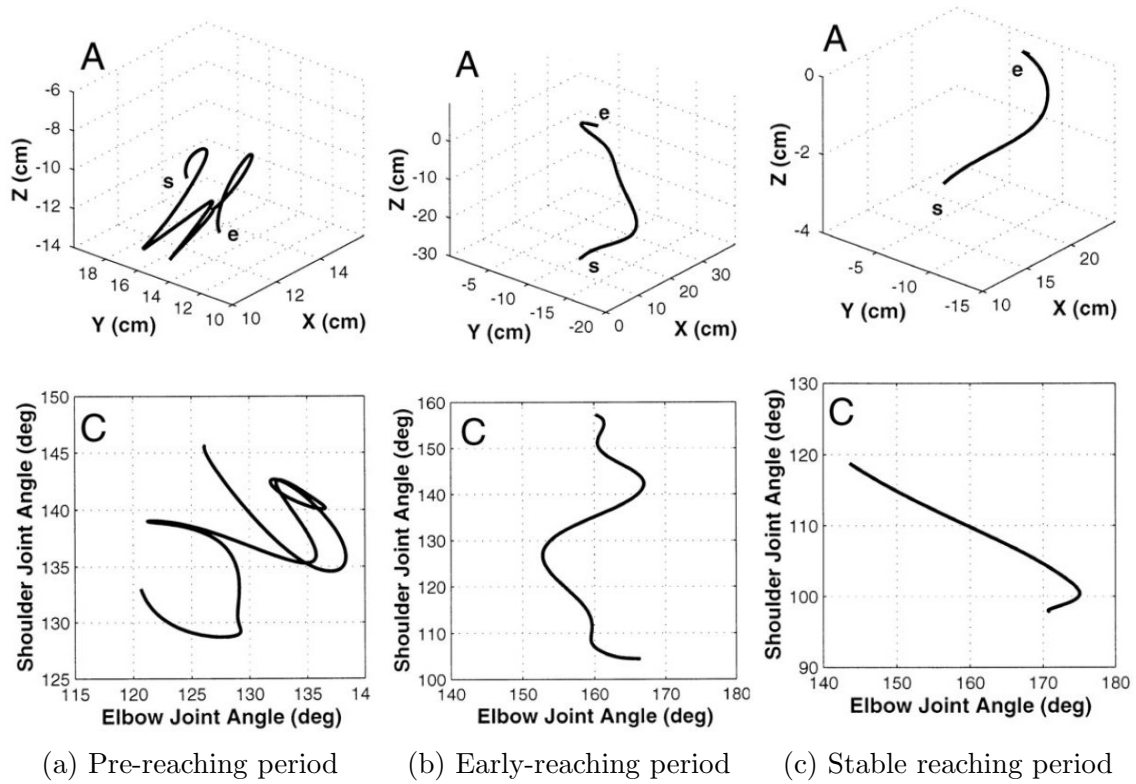 A
-6
-8
-10
-12
-14
Z (cm)
s
e
18
16
14
12
10
Y (cm)
10
12
14
X (cm)
A
0
-10
-20
-30
Z (cm)
e
s
-5
-10
-15
-20
Y (cm)
0
10
20
30
X (cm)
A
0
-2
-4
Z (cm)
e
s
-5
-10
-15
Y (cm)
10
15
20
X (cm)
C
150
145
140
135
130
125
Shoulder Joint Angle (deg)
115 120 125 130 135 14
Elbow Joint Angle (deg)
C
160
150
140
130
120
110
100
Shoulder Joint Angle (deg)
140 150 160 170 180
Elbow Joint Angle (deg)
C
130
120
110
100
90
Shoulder Joint Angle (deg)
140 150 160 170 180
Elbow Joint Angle (deg)
(a) Pre-reaching period (b) Early-reaching period (c) Stable reaching period